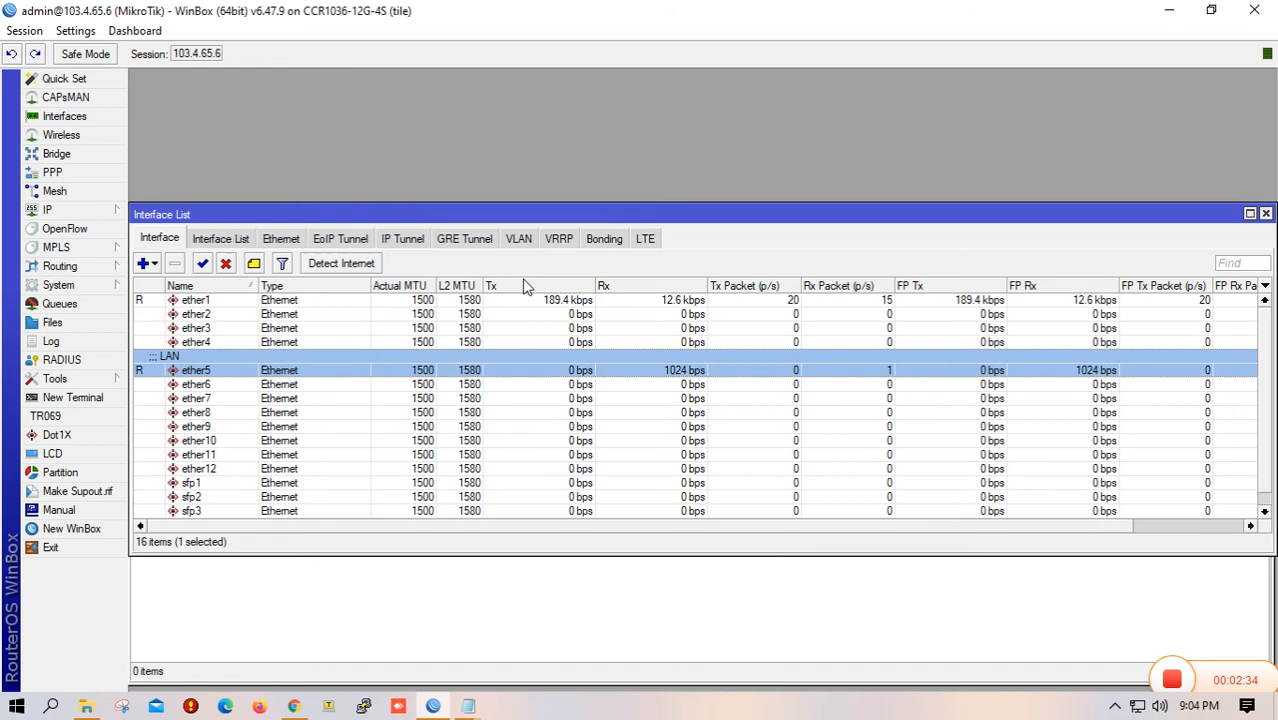 admin@103.4.65.6 (MikroTik) - WinBox (64bit) v6.47.9 on CCR1036-12G-4S (tile)
Session Settings Dashboard
Safe Mode Session: 103.4.65.6
Quick Set
CAPsMAN
Interfaces
Wireless
Bridge
PPP
Mesh
IP
OpenFlow
MPLS
Routing
System
Queues
Files
Log
RADIUS
Tools
New Terminal
TR069
Dot1X
LCD
Partition
Make Supout.rif
Manual
New WinBox
Exit
RouterOS WinBox
Interface List
Interface Interface List Ethernet EoIP Tunnel IP Tunnel GRE Tunnel VLAN VRRP Bonding LTE
Detect Internet Find
Name Type Actual MTU L2 MTU Tx Rx Tx Packet (p/s) Rx Packet (p/s) FP Tx FP Rx FP Tx Packet (p/s) FP Rx Pa
R ether1 Ethernet 1500 1580 189.4 kbps 12.6 kbps 20 15 189.4 kbps 12.6 kbps 20
ether2 Ethernet 1500 1580 0 bps 0 bps 0 0 0 bps 0 bps 0
ether3 Ethernet 1500 1580 0 bps 0 bps 0 0 0 bps 0 bps 0
ether4 Ethernet 1500 1580 0 bps 0 bps 0 0 0 bps 0 bps 0
::: LAN
R ether5 Ethernet 1500 1580 0 bps 1024 bps 0 1 0 bps 1024 bps 0
ether6 Ethernet 1500 1580 0 bps 0 bps 0 0 0 bps 0 bps 0
ether7 Ethernet 1500 1580 0 bps 0 bps 0 0 0 bps 0 bps 0
ether8 Ethernet 1500 1580 0 bps 0 bps 0 0 0 bps 0 bps 0
ether9 Ethernet 1500 1580 0 bps 0 bps 0 0 0 bps 0 bps 0
ether10 Ethernet 1500 1580 0 bps 0 bps 0 0 0 bps 0 bps 0
ether11 Ethernet 1500 1580 0 bps 0 bps 0 0 0 bps 0 bps 0
ether12 Ethernet 1500 1580 0 bps 0 bps 0 0 0 bps 0 bps 0
sfp1 Ethernet 1500 1580 0 bps 0 bps 0 0 0 bps 0 bps 0
sfp2 Ethernet 1500 1580 0 bps 0 bps 0 0 0 bps 0 bps 0
sfp3 Ethernet 1500 1580 0 bps 0 bps 0 0 0 bps 0 bps 0
16 items (1 selected)
0 items
00:02:34
9:04 PM